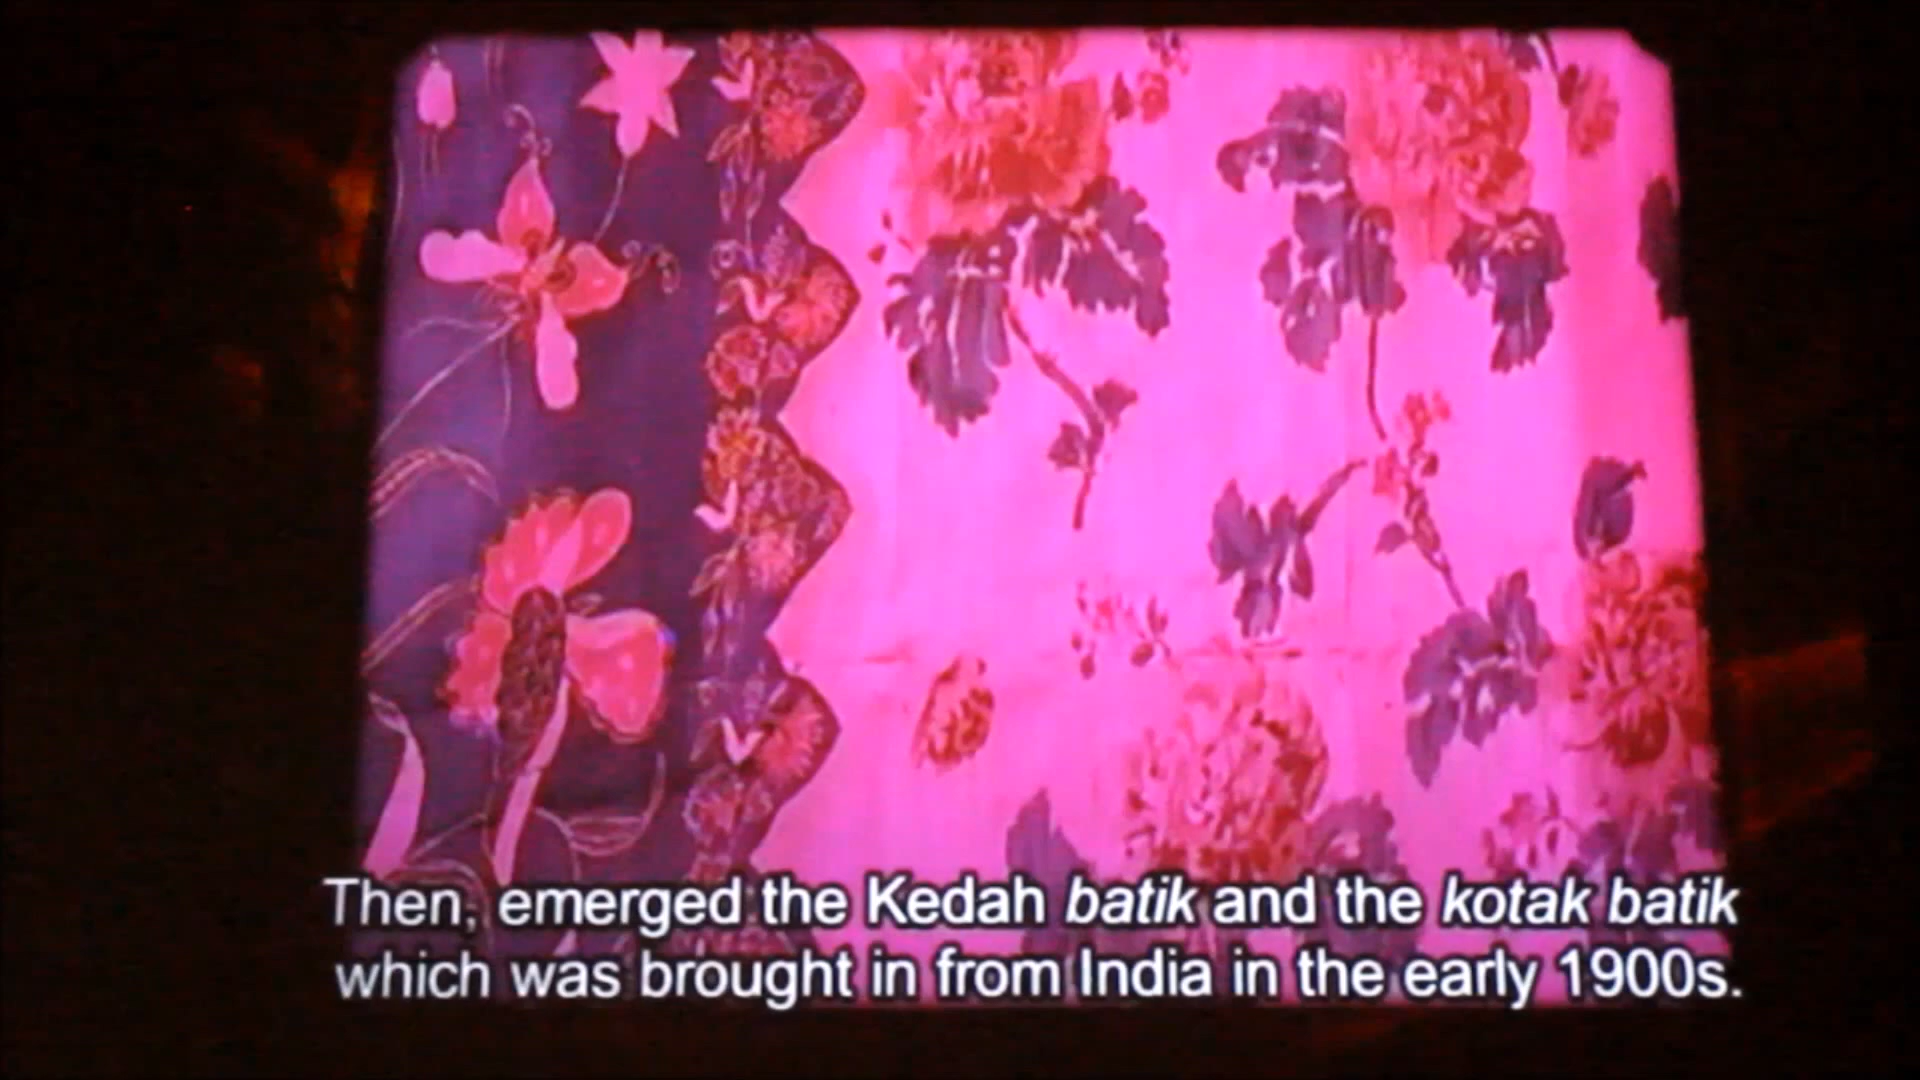 Then, emerged the Kedah batik and the kotak batik
which was brought in from India in the early 1900s.